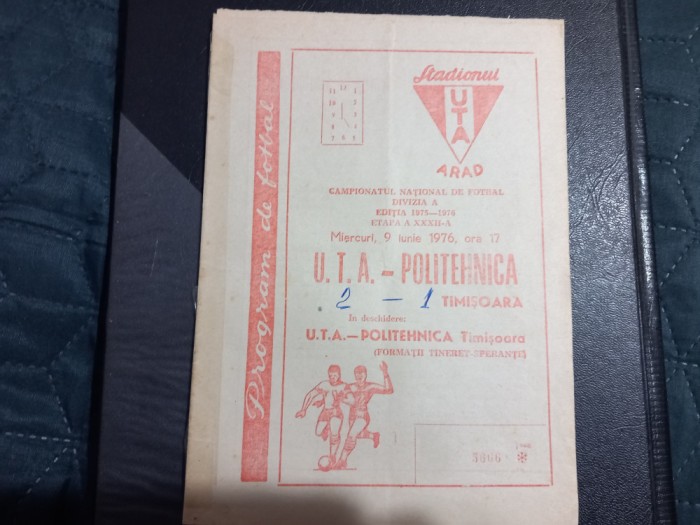 Program de fotbal
Stadionul
UTA
ARAD
CAMPIONATUL NAȚIONAL DE FOTBAL
DIVIZIA A
EDIȚIA 1975—1976
ETAPA A XXXII-A
Miercuri, 9 iunie 1976, ora 17
U.T.A. – POLITEHNICA
2 – 1 TIMIȘOARA
În deschidere:
U.T.A.—POLITEHNICA Timișoara
(FORMAȚII TINERET-SPERANȚE)